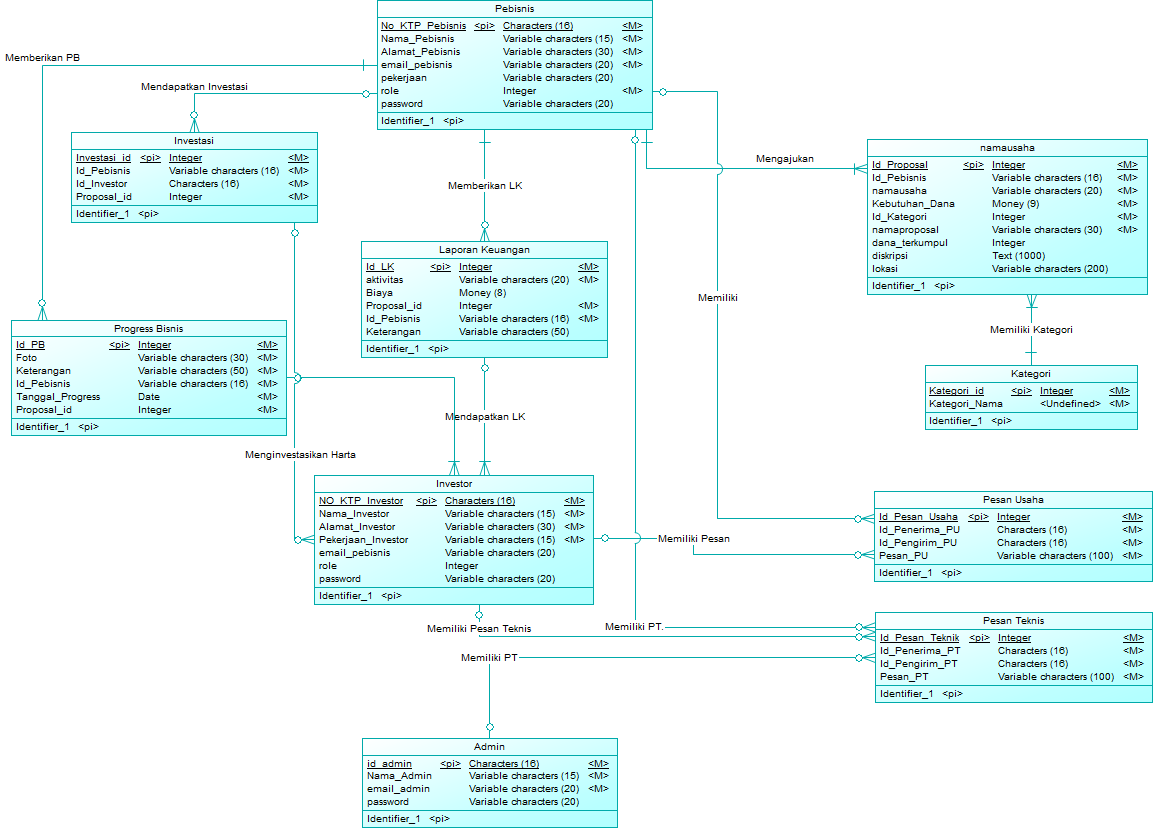 Pebisnis
No_KTP_Pebisnis <pi> Characters (16) <M>
Nama_Pebisnis Variable characters (15) <M>
Alamat_Pebisnis Variable characters (30) <M>
email_pebisnis Variable characters (20) <M>
pekerjaan Variable characters (20)
role Integer <M>
password Variable characters (20)
Identifier_1 <pi>
Memberikan PB
Mendapatkan Investasi
Investasi
Investasi_id <pi> Integer <M>
Id_Pebisnis Variable characters (16) <M>
Id_Investor Characters (16) <M>
Proposal_id Integer <M>
Identifier_1 <pi>
Memberikan LK
Mengajukan
namausaha
Id_Proposal <pi> Integer <M>
Id_Pebisnis Variable characters (16) <M>
namausaha Variable characters (20) <M>
Kebutuhan_Dana Money (9) <M>
Id_Kategori Integer <M>
namaproposal Variable characters (30) <M>
dana_terkumpul Integer
diskripsi Text (1000)
lokasi Variable characters (200)
Identifier_1 <pi>
Laporan Keuangan
Id_LK <pi> Integer <M>
aktivitas Variable characters (20) <M>
Biaya Money (8)
Proposal_id Integer <M>
Id_Pebisnis Variable characters (16) <M>
Keterangan Variable characters (50)
Identifier_1 <pi>
Memiliki
Memiliki Kategori
Progress Bisnis
Id_PB <pi> Integer <M>
Foto Variable characters (30) <M>
Keterangan Variable characters (50) <M>
Id_Pebisnis Variable characters (16) <M>
Tanggal_Progress Date <M>
Proposal_id Integer <M>
Identifier_1 <pi>
Kategori
Kategori_id <pi> Integer <M>
Kategori_Nama <Undefined> <M>
Identifier_1 <pi>
Mendapatkan LK
Menginvestasikan Harta
Investor
NO_KTP_Investor <pi> Characters (16) <M>
Nama_Investor Variable characters (15) <M>
Alamat_Investor Variable characters (30) <M>
Pekerjaan_Investor Variable characters (15) <M>
email_pebisnis Variable characters (20)
role Integer
password Variable characters (20)
Identifier_1 <pi>
Memiliki Pesan
Pesan Usaha
Id_Pesan_Usaha <pi> Integer <M>
Id_Penerima_PU Characters (16) <M>
Id_Pengirim_PU Characters (16) <M>
Pesan_PU Variable characters (100) <M>
Identifier_1 <pi>
Memiliki Pesan Teknis
Memiliki PT.
Memiliki PT
Pesan Teknis
Id_Pesan_Teknik <pi> Integer <M>
Id_Penerima_PT Characters (16) <M>
Id_Pengirim_PT Characters (16) <M>
Pesan_PT Variable characters (100) <M>
Identifier_1 <pi>
Admin
id_admin <pi> Characters (16) <M>
Nama_Admin Variable characters (15) <M>
email_admin Variable characters (20) <M>
password Variable characters (20)
Identifier_1 <pi>